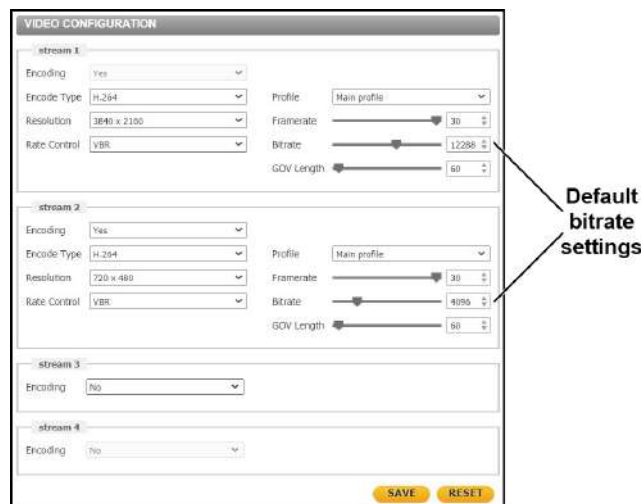 VIDEO CONFIGURATION
stream 1
Encoding Yes
Encode Type H.264 Profile Main profile
Resolution 3840 x 2160 Framerate 30
Rate Control VBR Bitrate 12288
GOV Length 60
Default
bitrate
settings
stream 2
Encoding Yes
Encode Type H.264 Profile Main profile
Resolution 720 x 480 Framerate 30
Rate Control VBR Bitrate 4096
GOV Length 60
stream 3
Encoding No
stream 4
Encoding No
SAVE RESET